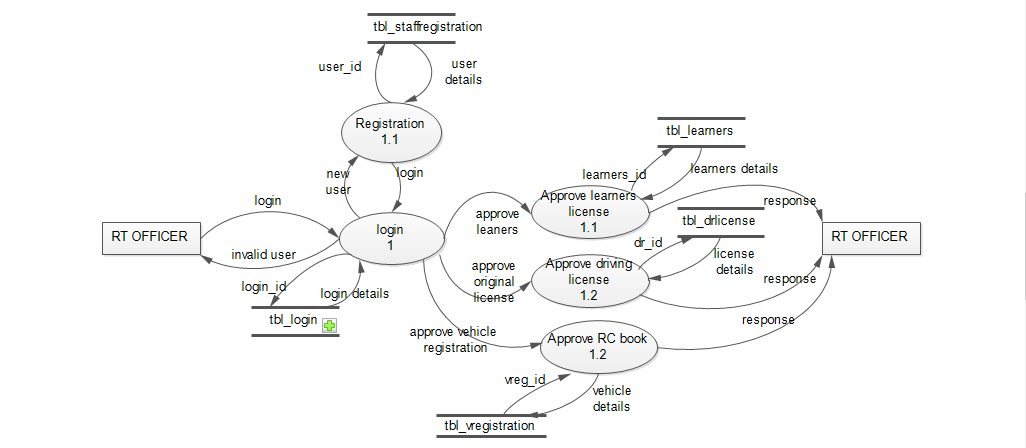 tbl_staffregistration
user_id
user
details
Registration
1.1
new
user
login
login
RT OFFICER
invalid user
login
1
login_id
login details
tbl_login
approve
leaners
approve
original
license
approve vehicle
registration
tbl_learners
learners_id
learners details
Approve learners
license
1.1
response
tbl_drlicense
dr_id
license
details
Approve driving
license
1.2
response
RT OFFICER
Approve RC book
1.2
response
vreg_id
vehicle
details
tbl_vregistration